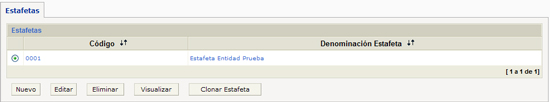 Estafetas
Estafetas
Código Denominación Estafeta
0001 Estafeta Entidad Prueba
[ 1 a 1 de 1]
Nuevo Editar Eliminar Visualizar Clonar Estafeta